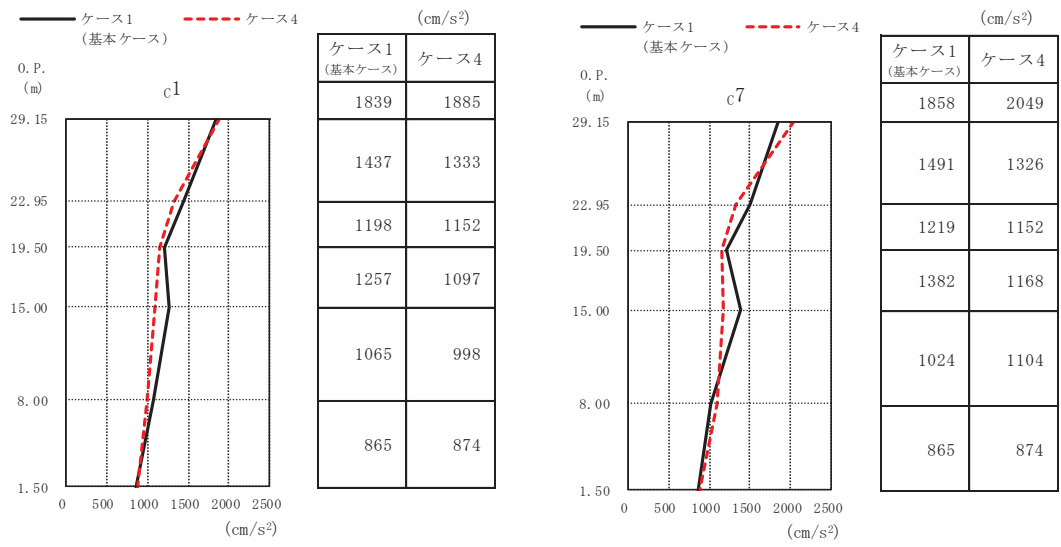 ケース1 ケース4 (cm/s²)
(基本ケース)
ケース1 ケース4
(基本ケース)
O.P.
(m)
c1
1839 1885
29.15
1437 1333
22.95
1198 1152
19.50
1257 1097
15.00
1065 998
8.00
865 874
1.50
0 500 1000 1500 2000 2500
(cm/s²)
ケース1 ケース4 (cm/s²)
(基本ケース)
ケース1 ケース4
(基本ケース)
O.P.
(m)
c7
1858 2049
29.15
1491 1326
22.95
1219 1152
19.50
1382 1168
15.00
1024 1104
8.00
865 874
1.50
0 500 1000 1500 2000 2500
(cm/s²)